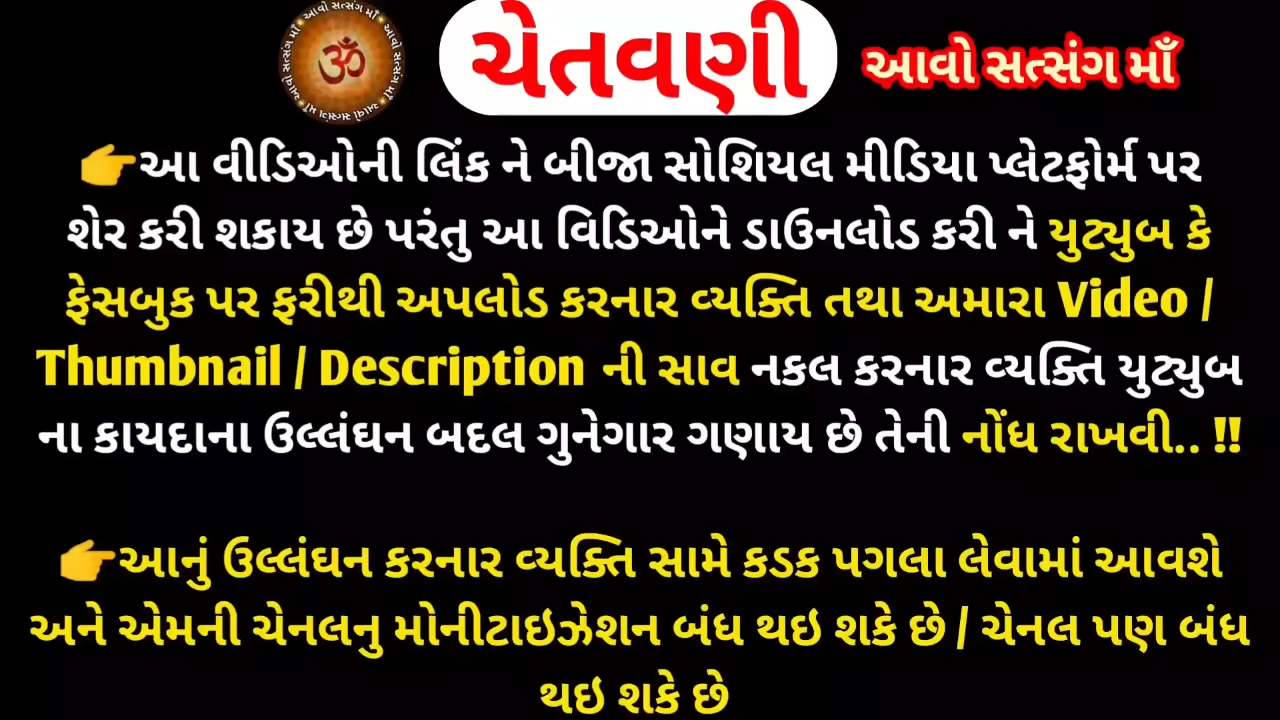 આવો સત્સંગ માઁ
ચેતવણી
આવો સત્સંગ માઁ
👉આ વીડિઓની લિંક ને બીજા સોશિયલ મીડિયા પ્લેટફોર્મ પર
શેર કરી શકાય છે પરંતુ આ વિડિઓને ડાઉનલોડ કરી ને યુટ્યુબ કે
ફેસબુક પર ફરીથી અપલોડ કરનાર વ્યક્તિ તથા અમારા Video /
Thumbnail / Description ની સાવ નકલ કરનાર વ્યક્તિ યુટ્યુબ
ના કાયદાના ઉલ્લંઘન બદલ ગુનેગાર ગણાય છે તેની નોંધ રાખવી.. !!
👉આનું ઉલ્લંઘન કરનાર વ્યક્તિ સામે કડક પગલા લેવામાં આવશે
અને એમની ચેનલનુ મોનીટાઇઝેશન બંધ થઇ શકે છે / ચેનલ પણ બંધ
થઇ શકે છે